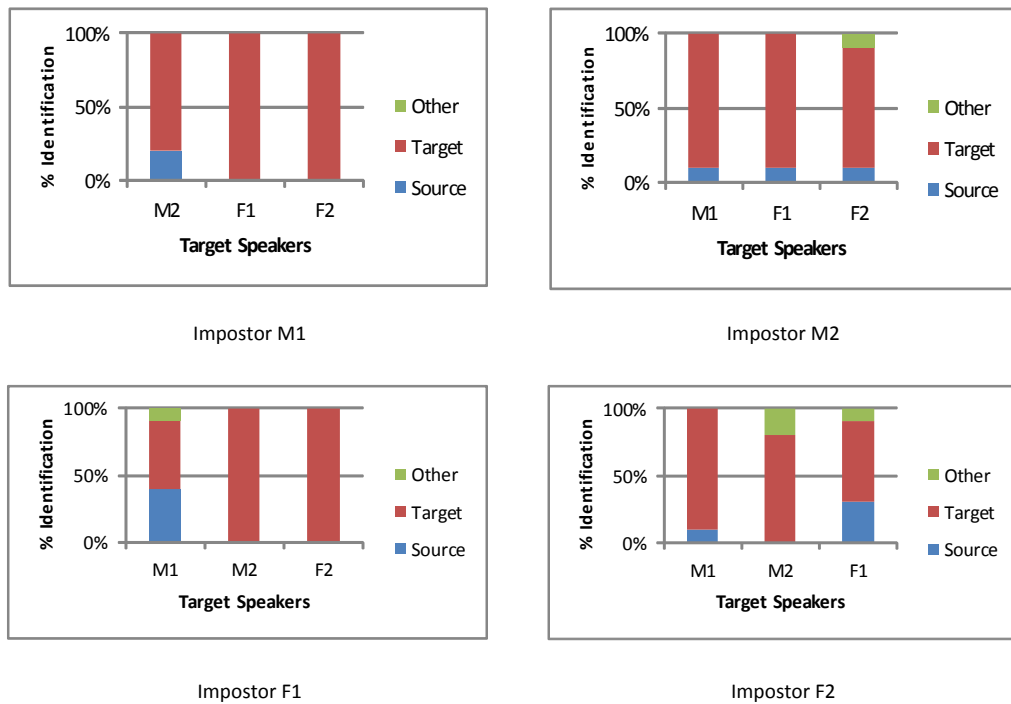 100%
50%
0%
% Identification
M2 F1 F2
Target Speakers
Other
Target
Source
Impostor M1
100%
50%
0%
% Identification
M1 F1 F2
Target Speakers
Other
Target
Source
Impostor M2
100%
50%
0%
% Identification
M1 M2 F2
Target Speakers
Other
Target
Source
Impostor F1
100%
50%
0%
% Identification
M1 M2 F1
Target Speakers
Other
Target
Source
Impostor F2